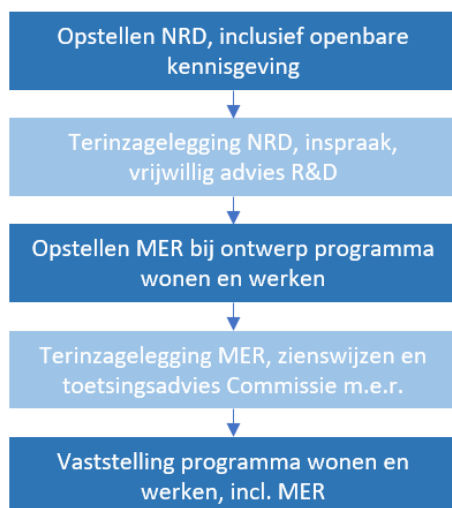 Opstellen NRD, inclusief openbare
kennisgeving
Terinzagelegging NRD, inspraak,
vrijwillig advies R&D
Opstellen MER bij ontwerp programma
wonen en werken
Terinzagelegging MER, zienswijzen en
toetsingsadvies Commissie m.e.r.
Vaststelling programma wonen en
werken, incl. MER